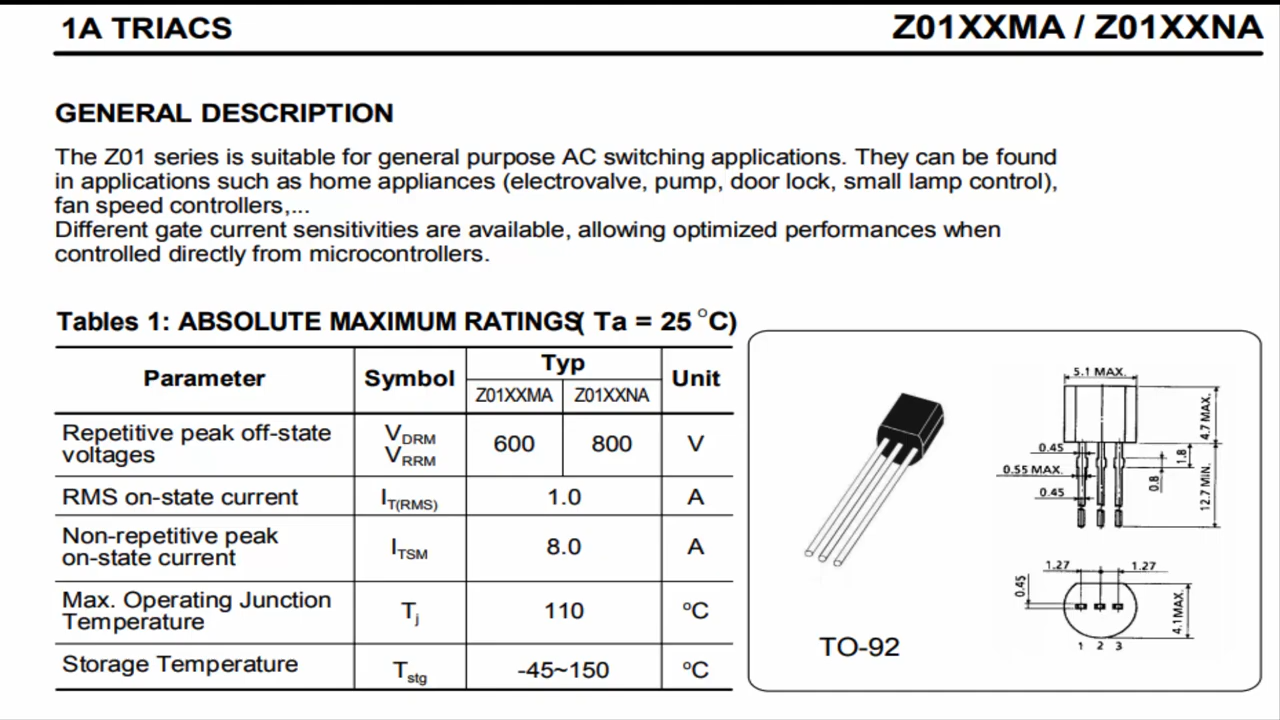 1A TRIACS
Z01XXMA / Z01XXNA
GENERAL DESCRIPTION
The Z01 series is suitable for general purpose AC switching applications. They can be found
in applications such as home appliances (electrovalve, pump, door lock, small lamp control),
fan speed controllers,...
Different gate current sensitivities are available, allowing optimized performances when
controlled directly from microcontrollers.
Tables 1: ABSOLUTE MAXIMUM RATINGS( Ta = 25 °C)
Parameter Symbol Typ Unit
Z01XXMA Z01XXNA
Repetitive peak off-state
voltages
VDRM
VRRM
600 800 V
RMS on-state current IT(RMS) 1.0 A
Non-repetitive peak
on-state current
ITSM 8.0 A
Max. Operating Junction
Temperature
Tj 110 ºC
Storage Temperature Tstg -45~150 ºC
5.1 MAX.
4.7 MAX.
0.45
1.8
0.55 MAX.
0.8
12.7 MIN.
0.45
1.27 1.27
0.45
4.1MAX.
1 2 3
TO-92